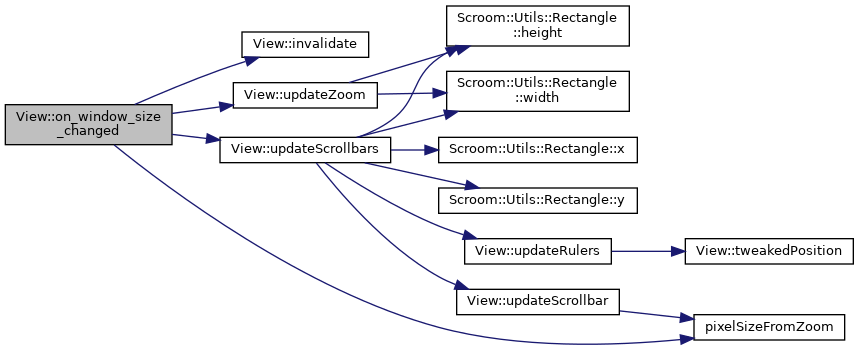 View::on_window_size
_changed
View::invalidate
View::updateZoom
View::updateScrollbars
Scroom::Utils::Rectangle
::height
Scroom::Utils::Rectangle
::width
Scroom::Utils::Rectangle::x
Scroom::Utils::Rectangle::y
View::updateRulers
View::updateScrollbar
View::tweakedPosition
pixelSizeFromZoom